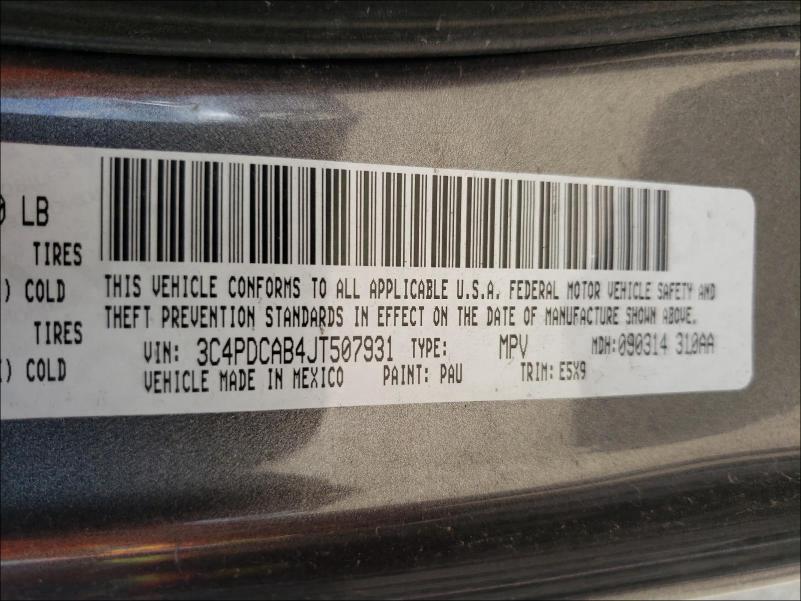 0 LB
TIRES
) COLD
TIRES
) COLD
THIS VEHICLE CONFORMS TO ALL APPLICABLE U.S.A. FEDERAL MOTOR VEHICLE SAFETY AND
THEFT PREVENTION STANDARDS IN EFFECT ON THE DATE OF MANUFACTURE SHOWN ABOVE.
VIN: 3C4PDCAB4JT507931 TYPE: MPV MDH:090314 310AA
VEHICLE MADE IN MEXICO PAINT: PAU TRIM: E5X9